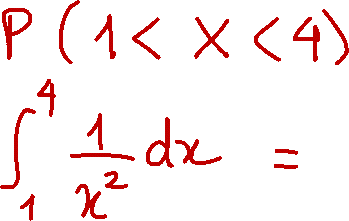 P(1 < X < 4)
∫₁⁴ 1/x² dx =